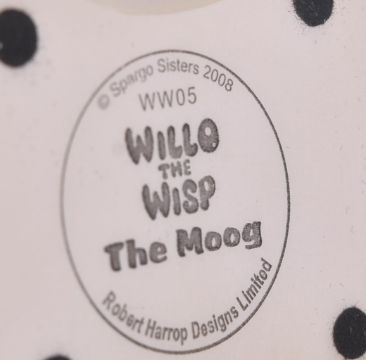 © Spargo Sisters 2008
WW05
WILLO
THE
WISP
The Moog
Robert Harrop Designs Limited